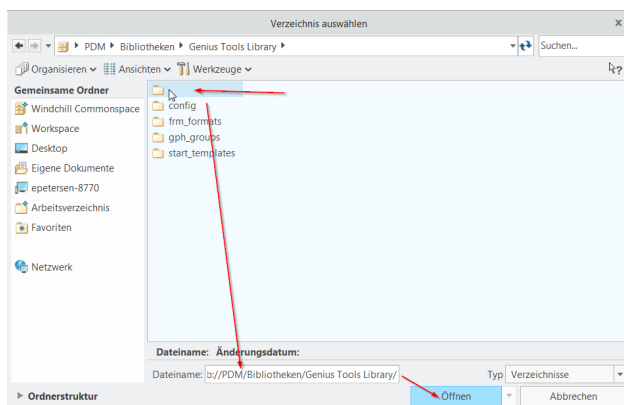 Verzeichnis auswählen
PDM Bibliotheken Genius Tools Library Suchen...
Organisieren Ansichten Werkzeuge
Gemeinsame Ordner
Windchill Commonspace
Workspace
Desktop
Eigene Dokumente
epetersen-8770
Arbeitsverzeichnis
Favoriten
Netzwerk
config
frm_formats
gph_groups
start_templates
Dateiname: Änderungsdatum:
Dateiname: b://PDM/Bibliotheken/Genius Tools Library/ Typ Verzeichnisse
Ordnerstruktur Öffnen Abbrechen